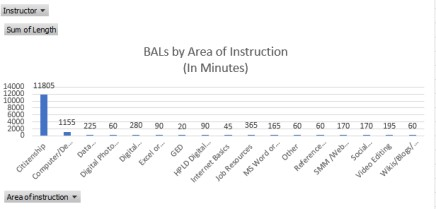 Instructor
Sum of Length
BALs by Area of Instruction
(In Minutes)
14000
12000
10000
8000
6000
4000
2000
0
11805
1155
225
60
280
90
20
90
45
365
165
60
60
170
170
195
60
Citizenship
Computer/De...
Data...
Digital Photo...
Digital...
Excel or...
GED
HPLD Digital...
Internet Basics
Job Resources
MS Word or...
Other
Reference...
SMM /Web...
Social...
Video Editing
Wikis/Blogs/...
Area of instruction